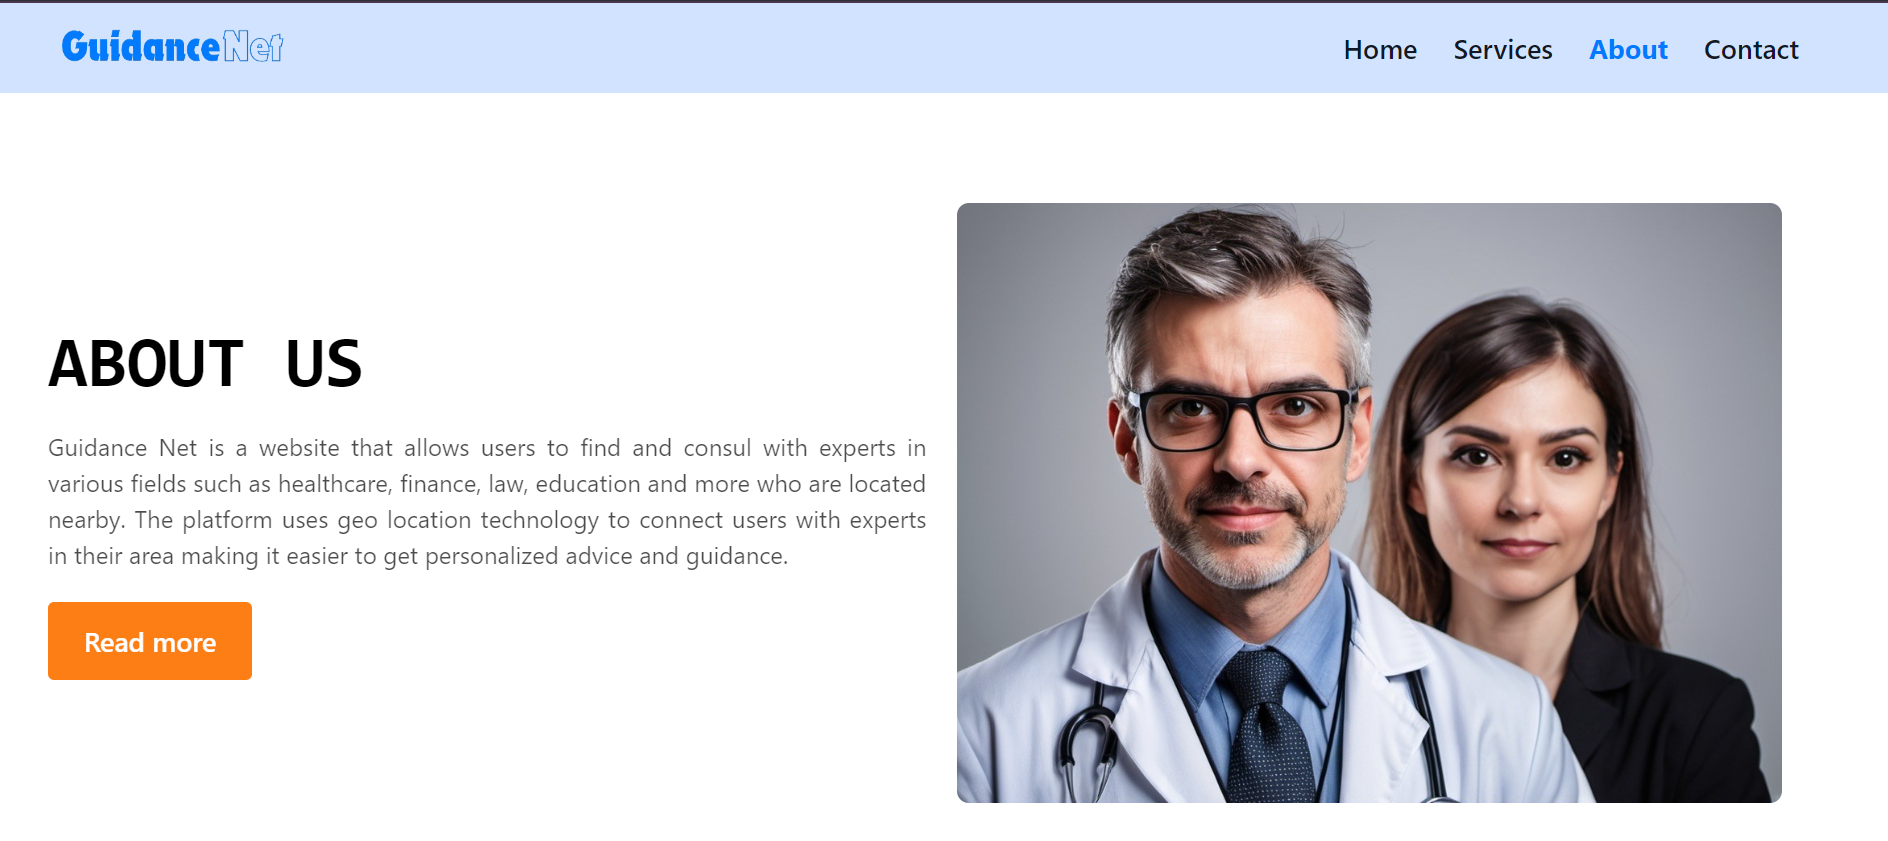 GuidanceNet
Home Services About Contact
ABOUT US
Guidance Net is a website that allows users to find and consul with experts in
various fields such as healthcare, finance, law, education and more who are located
nearby. The platform uses geo location technology to connect users with experts
in their area making it easier to get personalized advice and guidance.
Read more